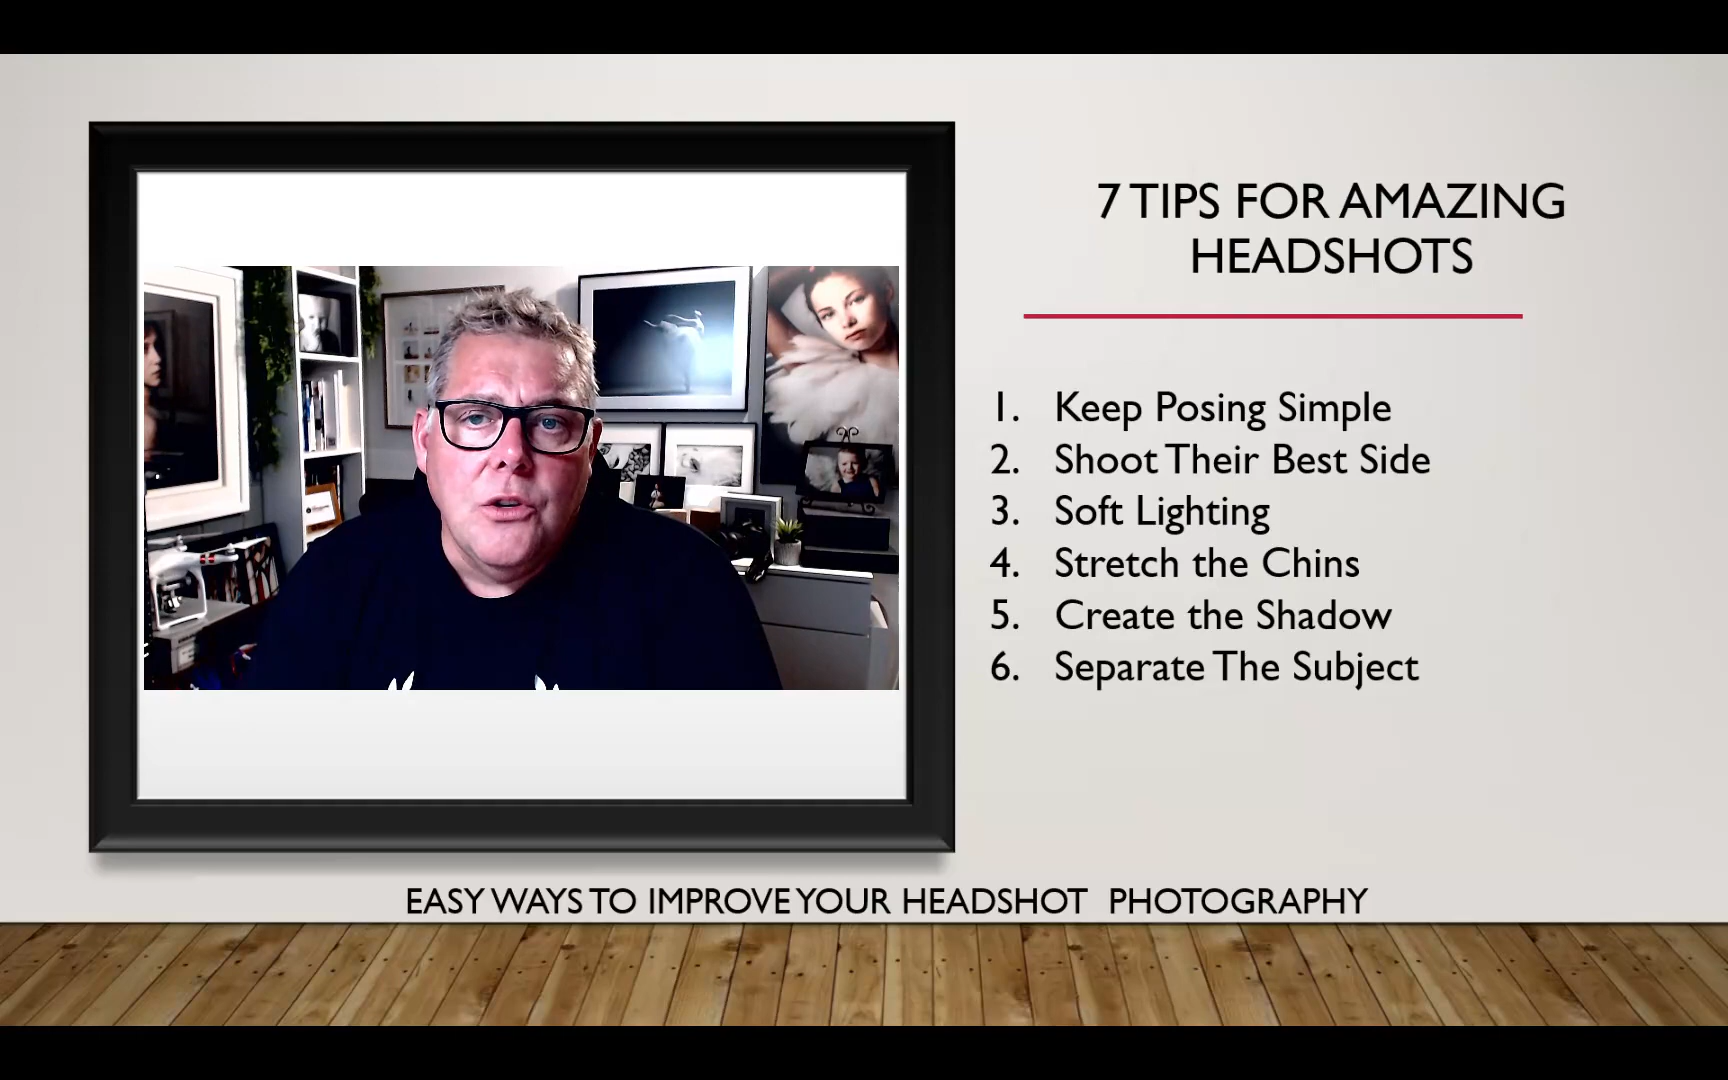 7 TIPS FOR AMAZING
HEADSHOTS
1. Keep Posing Simple
2. Shoot Their Best Side
3. Soft Lighting
4. Stretch the Chins
5. Create the Shadow
6. Separate The Subject
EASY WAYS TO IMPROVE YOUR HEADSHOT PHOTOGRAPHY